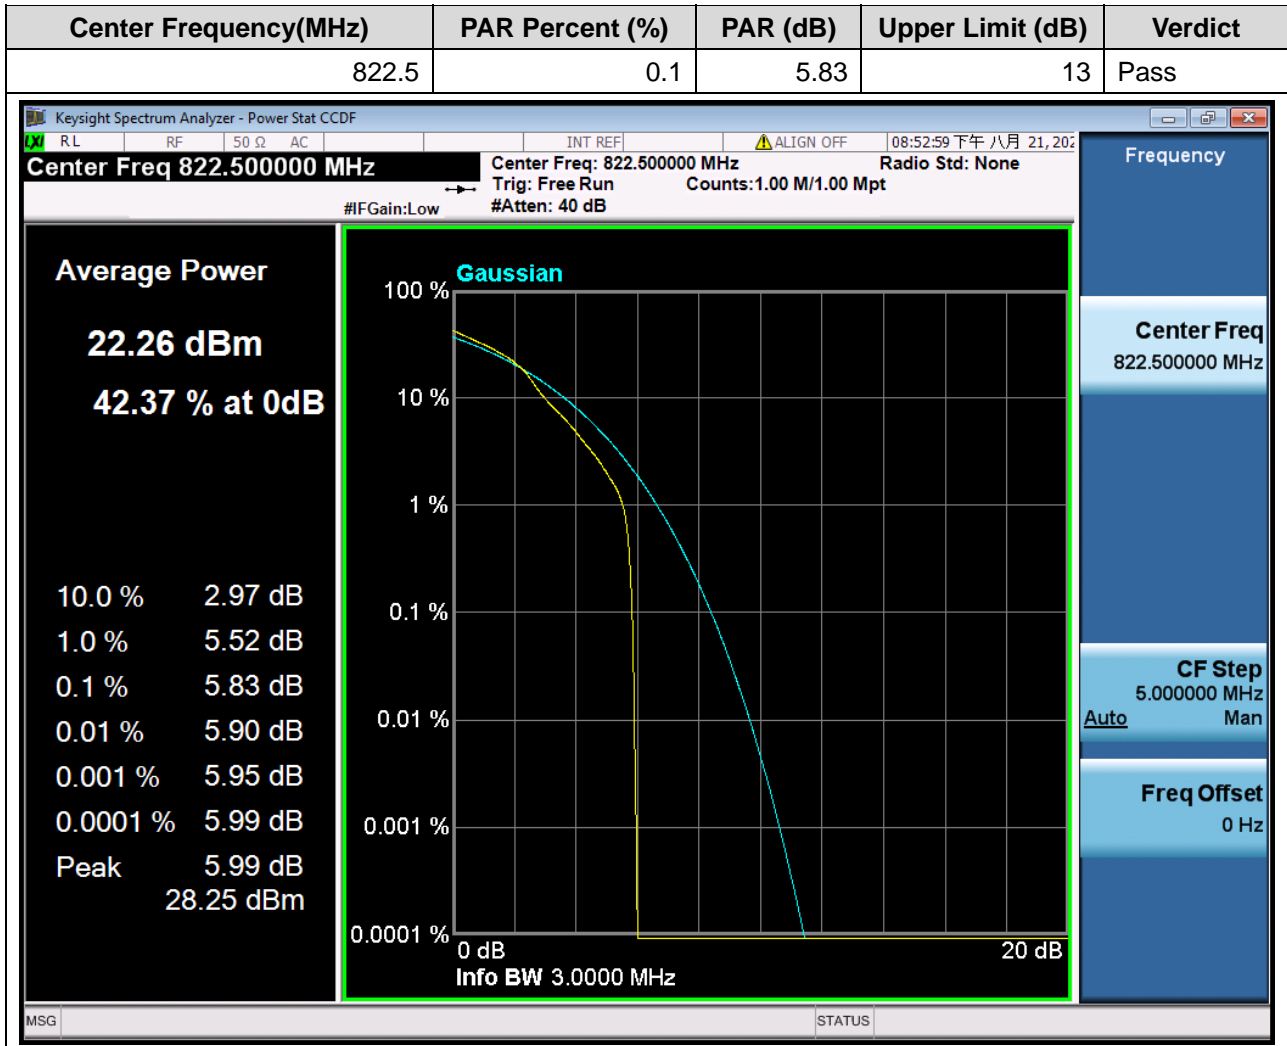 Center Frequency(MHz) PAR Percent (%) PAR (dB) Upper Limit (dB) Verdict
822.5 0.1 5.83 13 Pass
Keysight Spectrum Analyzer - Power Stat CCDF
LXI RL RF 50 Ω AC INT REF ALIGN OFF 08:52:59 下午 八月 21, 202
Center Freq 822.500000 MHz
Center Freq: 822.500000 MHz Radio Std: None
Trig: Free Run Counts:1.00 M/1.00 Mpt
#IFGain:Low #Atten: 40 dB
Average Power
22.26 dBm
42.37 % at 0dB
10.0 % 2.97 dB
1.0 % 5.52 dB
0.1 % 5.83 dB
0.01 % 5.90 dB
0.001 % 5.95 dB
0.0001 % 5.99 dB
Peak 5.99 dB
28.25 dBm
Gaussian
100 %
10 %
1 %
0.1 %
0.01 %
0.001 %
0.0001 %
0 dB 20 dB
Info BW 3.0000 MHz
Frequency
Center Freq
822.500000 MHz
CF Step
5.000000 MHz
Auto Man
Freq Offset
0 Hz
MSG STATUS